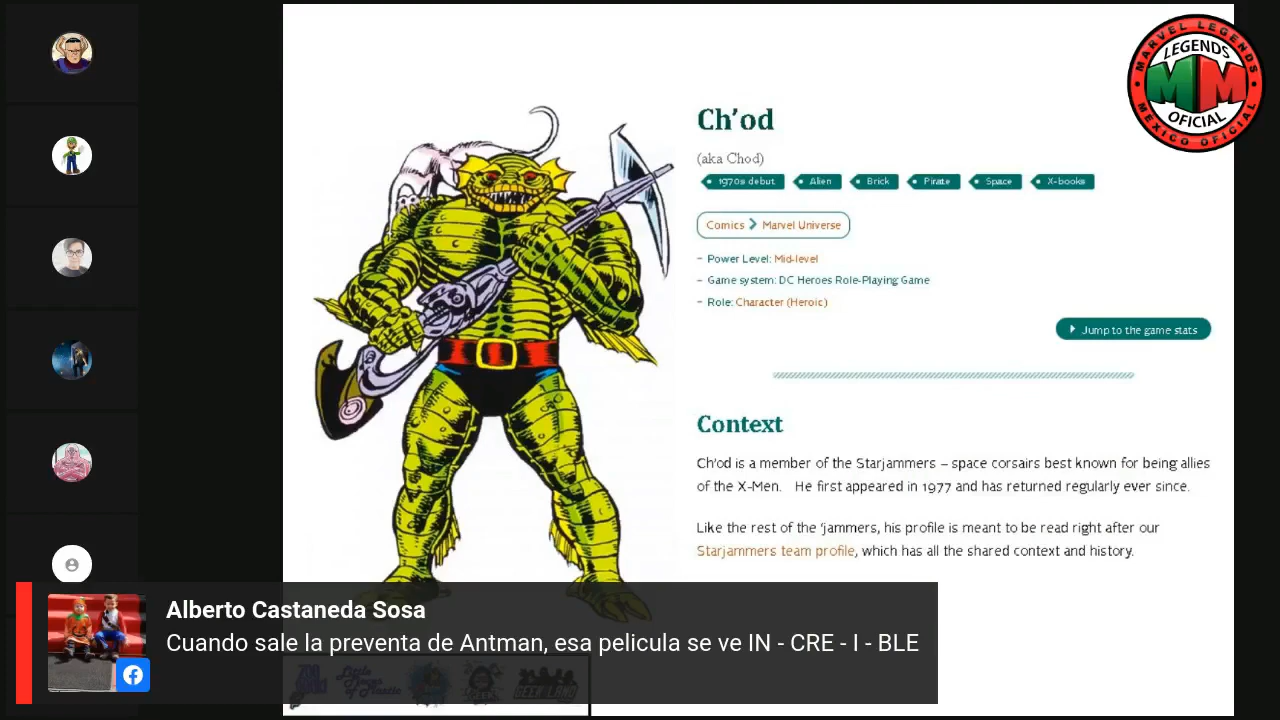 MARVEL LEGENDS
LEGENDS
MM
OFICIAL
MEXICO OFICIAL
Ch’od
(aka Chod)
1970s debut
Alien
Brick
Pirate
Space
X-books
Comics > Marvel Universe
– Power Level: Mid-level
– Game system: DC Heroes Role-Playing Game
– Role: Character (Heroic)
Jump to the game stats
Context
Ch’od is a member of the Starjammers – space corsairs best known for being allies
of the X-Men. He first appeared in 1977 and has returned regularly ever since.
Like the rest of the ‘jammers, his profile is meant to be read right after our
Starjammers team profile, which has all the shared context and history.
Alberto Castaneda Sosa
Cuando sale la preventa de Antman, esa pelicula se ve IN - CRE - I - BLE
GEEK LAND